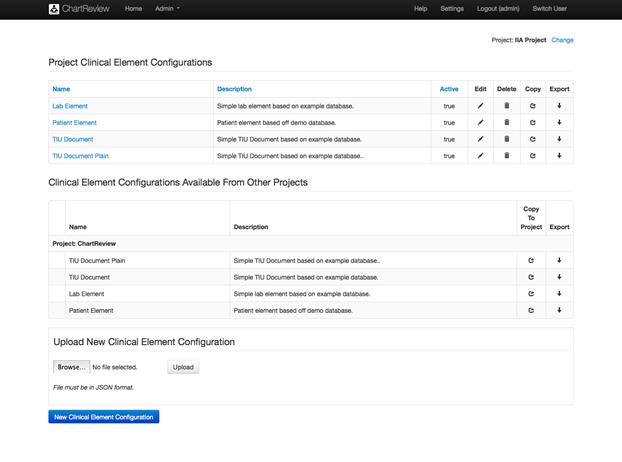 ChartReview Home Admin Help Settings Logout (admin) Switch User
Project: IIA Project Change
Project Clinical Element Configurations
Name Description Active Edit Delete Copy Export
Lab Element Simple lab element based on example database. true
Patient Element Patient element based off demo database. true
TIU Document Simple TIU Document based on example database. true
TIU Document Plain Simple TIU Document based on example database.. true
Clinical Element Configurations Available From Other Projects
Name Description Copy To Project Export
Project: ChartReview
TIU Document Plain Simple TIU Document based on example database..
TIU Document Simple TIU Document based on example database.
Lab Element Simple lab element based on example database.
Patient Element Patient element based off demo database.
Upload New Clinical Element Configuration
Browse... No file selected. Upload
File must be in JSON format.
New Clinical Element Configuration